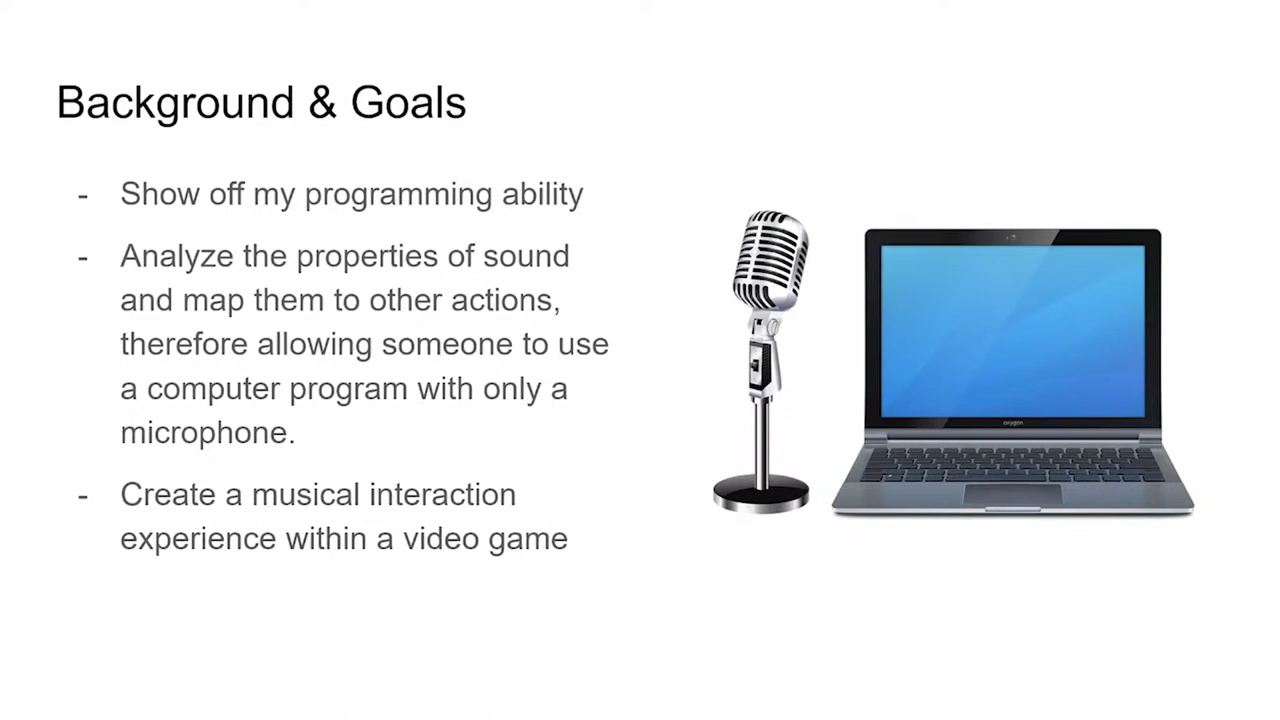 Background & Goals
- Show off my programming ability
- Analyze the properties of sound
and map them to other actions,
therefore allowing someone to use
a computer program with only a
microphone.
- Create a musical interaction
experience within a video game
oxygen